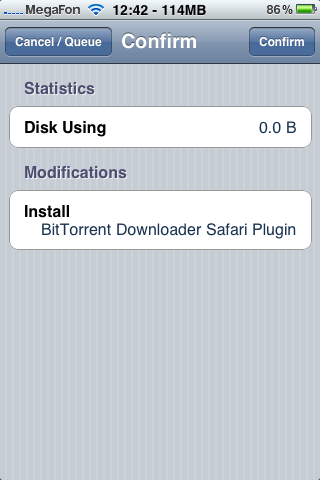 MegaFon 12:42 - 114MB 86%
Cancel / Queue Confirm Confirm
Statistics
Disk Using 0.0 B
Modifications
Install
BitTorrent Downloader Safari Plugin